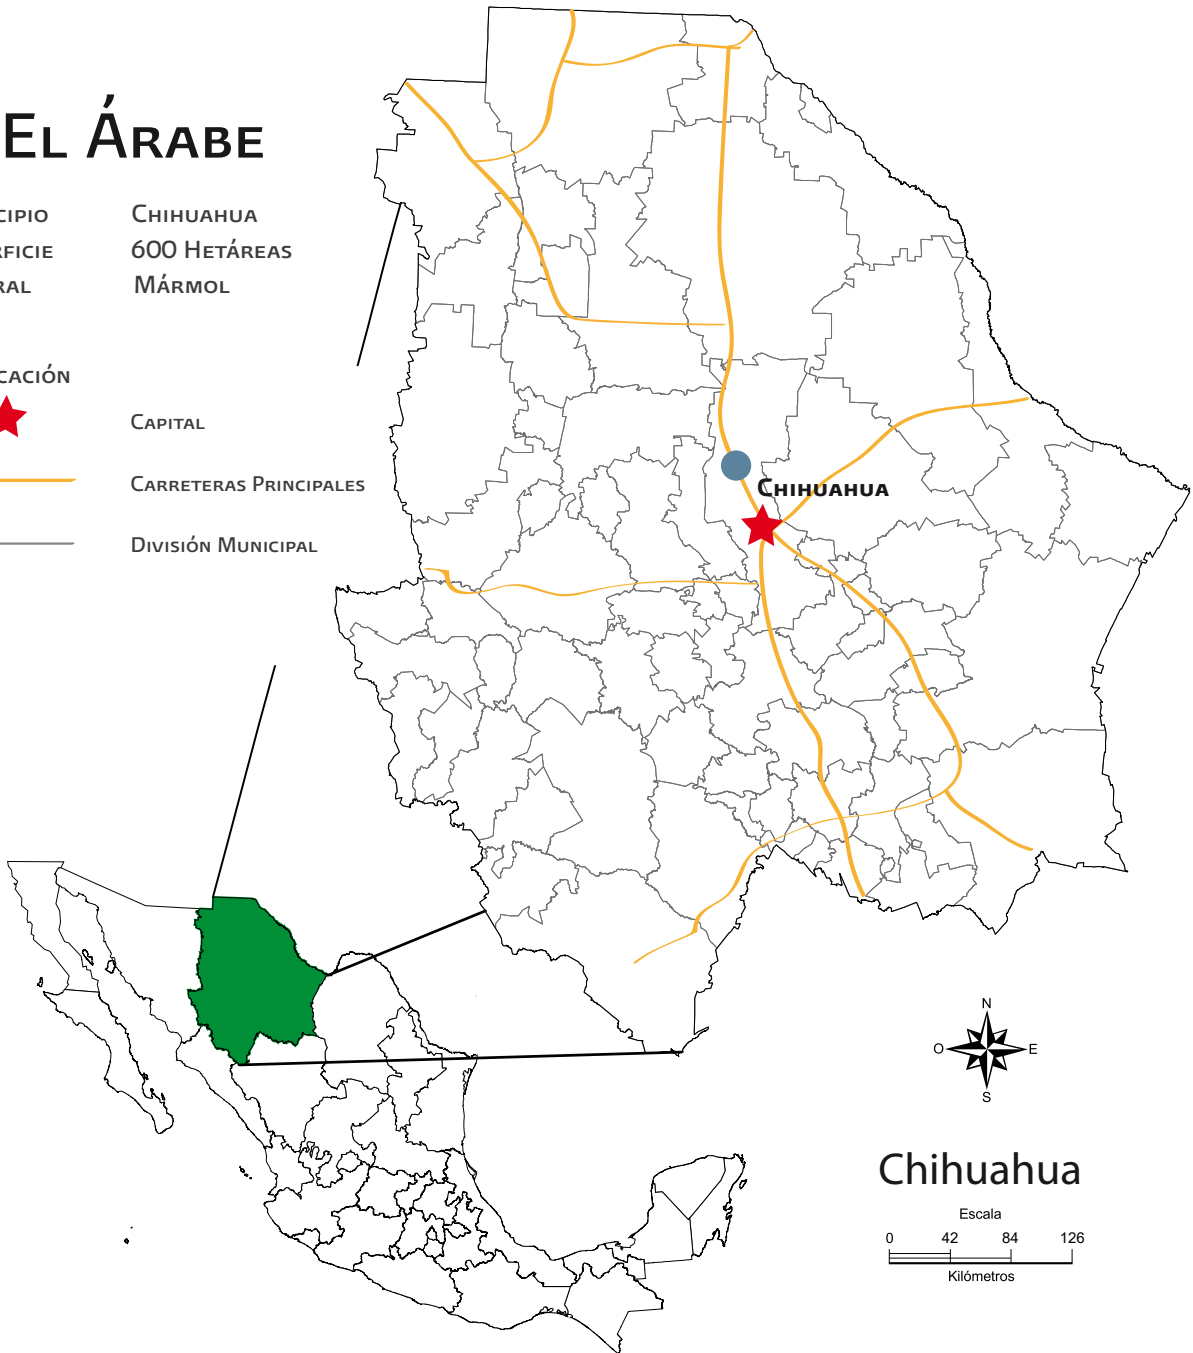 El Árabe
cipio Chihuahua
rficie 600 Hetáreas
ral Mármol
cación
Capital
Carreteras Principales
División Municipal
Chihuahua
N
O E
S
Chihuahua
Escala
0 42 84 126
Kilómetros